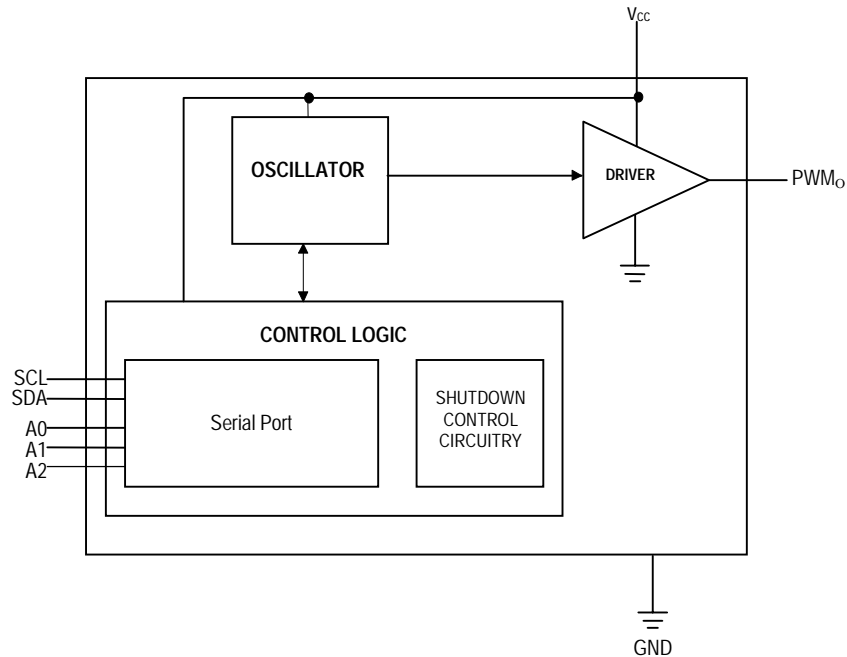 VCC
OSCILLATOR
DRIVER
PWMO
CONTROL LOGIC
SCL
SDA
A0
A1
A2
Serial Port
SHUTDOWN
CONTROL
CIRCUITRY
GND